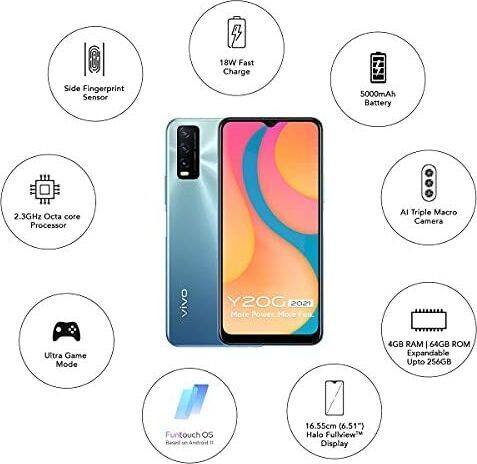 18W Fast
Charge
Side Fingerprint
Sensor
5000mAh
Battery
2.3GHz Octa core
Processor
AI Triple Macro
Camera
vivo
Y20G 2021
More Power. More Fun.
Ultra Game
Mode
4GB RAM | 64GB ROM
Expandable
Upto 256GB
Funtouch OS
Based on Android 11
16.55cm (6.51")
Halo Fullview™
Display